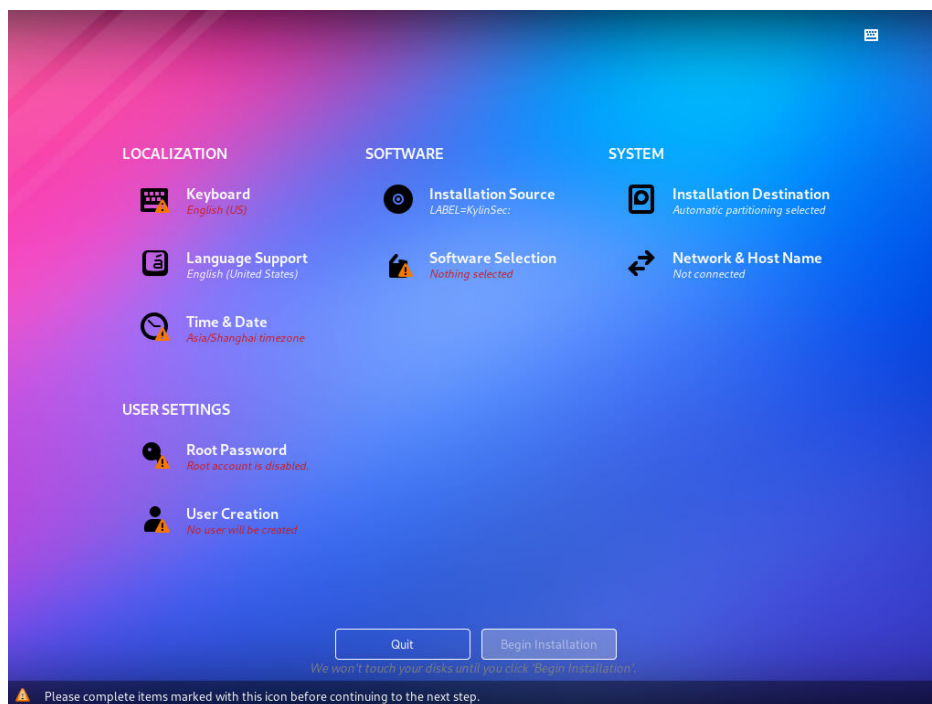 LOCALIZATION
Keyboard
English (US)
Language Support
English (United States)
Time & Date
Asia/Shanghai timezone
SOFTWARE
Installation Source
LABEL=KylinSec:
Software Selection
Nothing selected
SYSTEM
Installation Destination
Automatic partitioning selected
Network & Host Name
Not connected
USER SETTINGS
Root Password
Root account is disabled.
User Creation
No user will be created
Quit
Begin Installation
We won't touch your disks until you click 'Begin Installation'.
Please complete items marked with this icon before continuing to the next step.